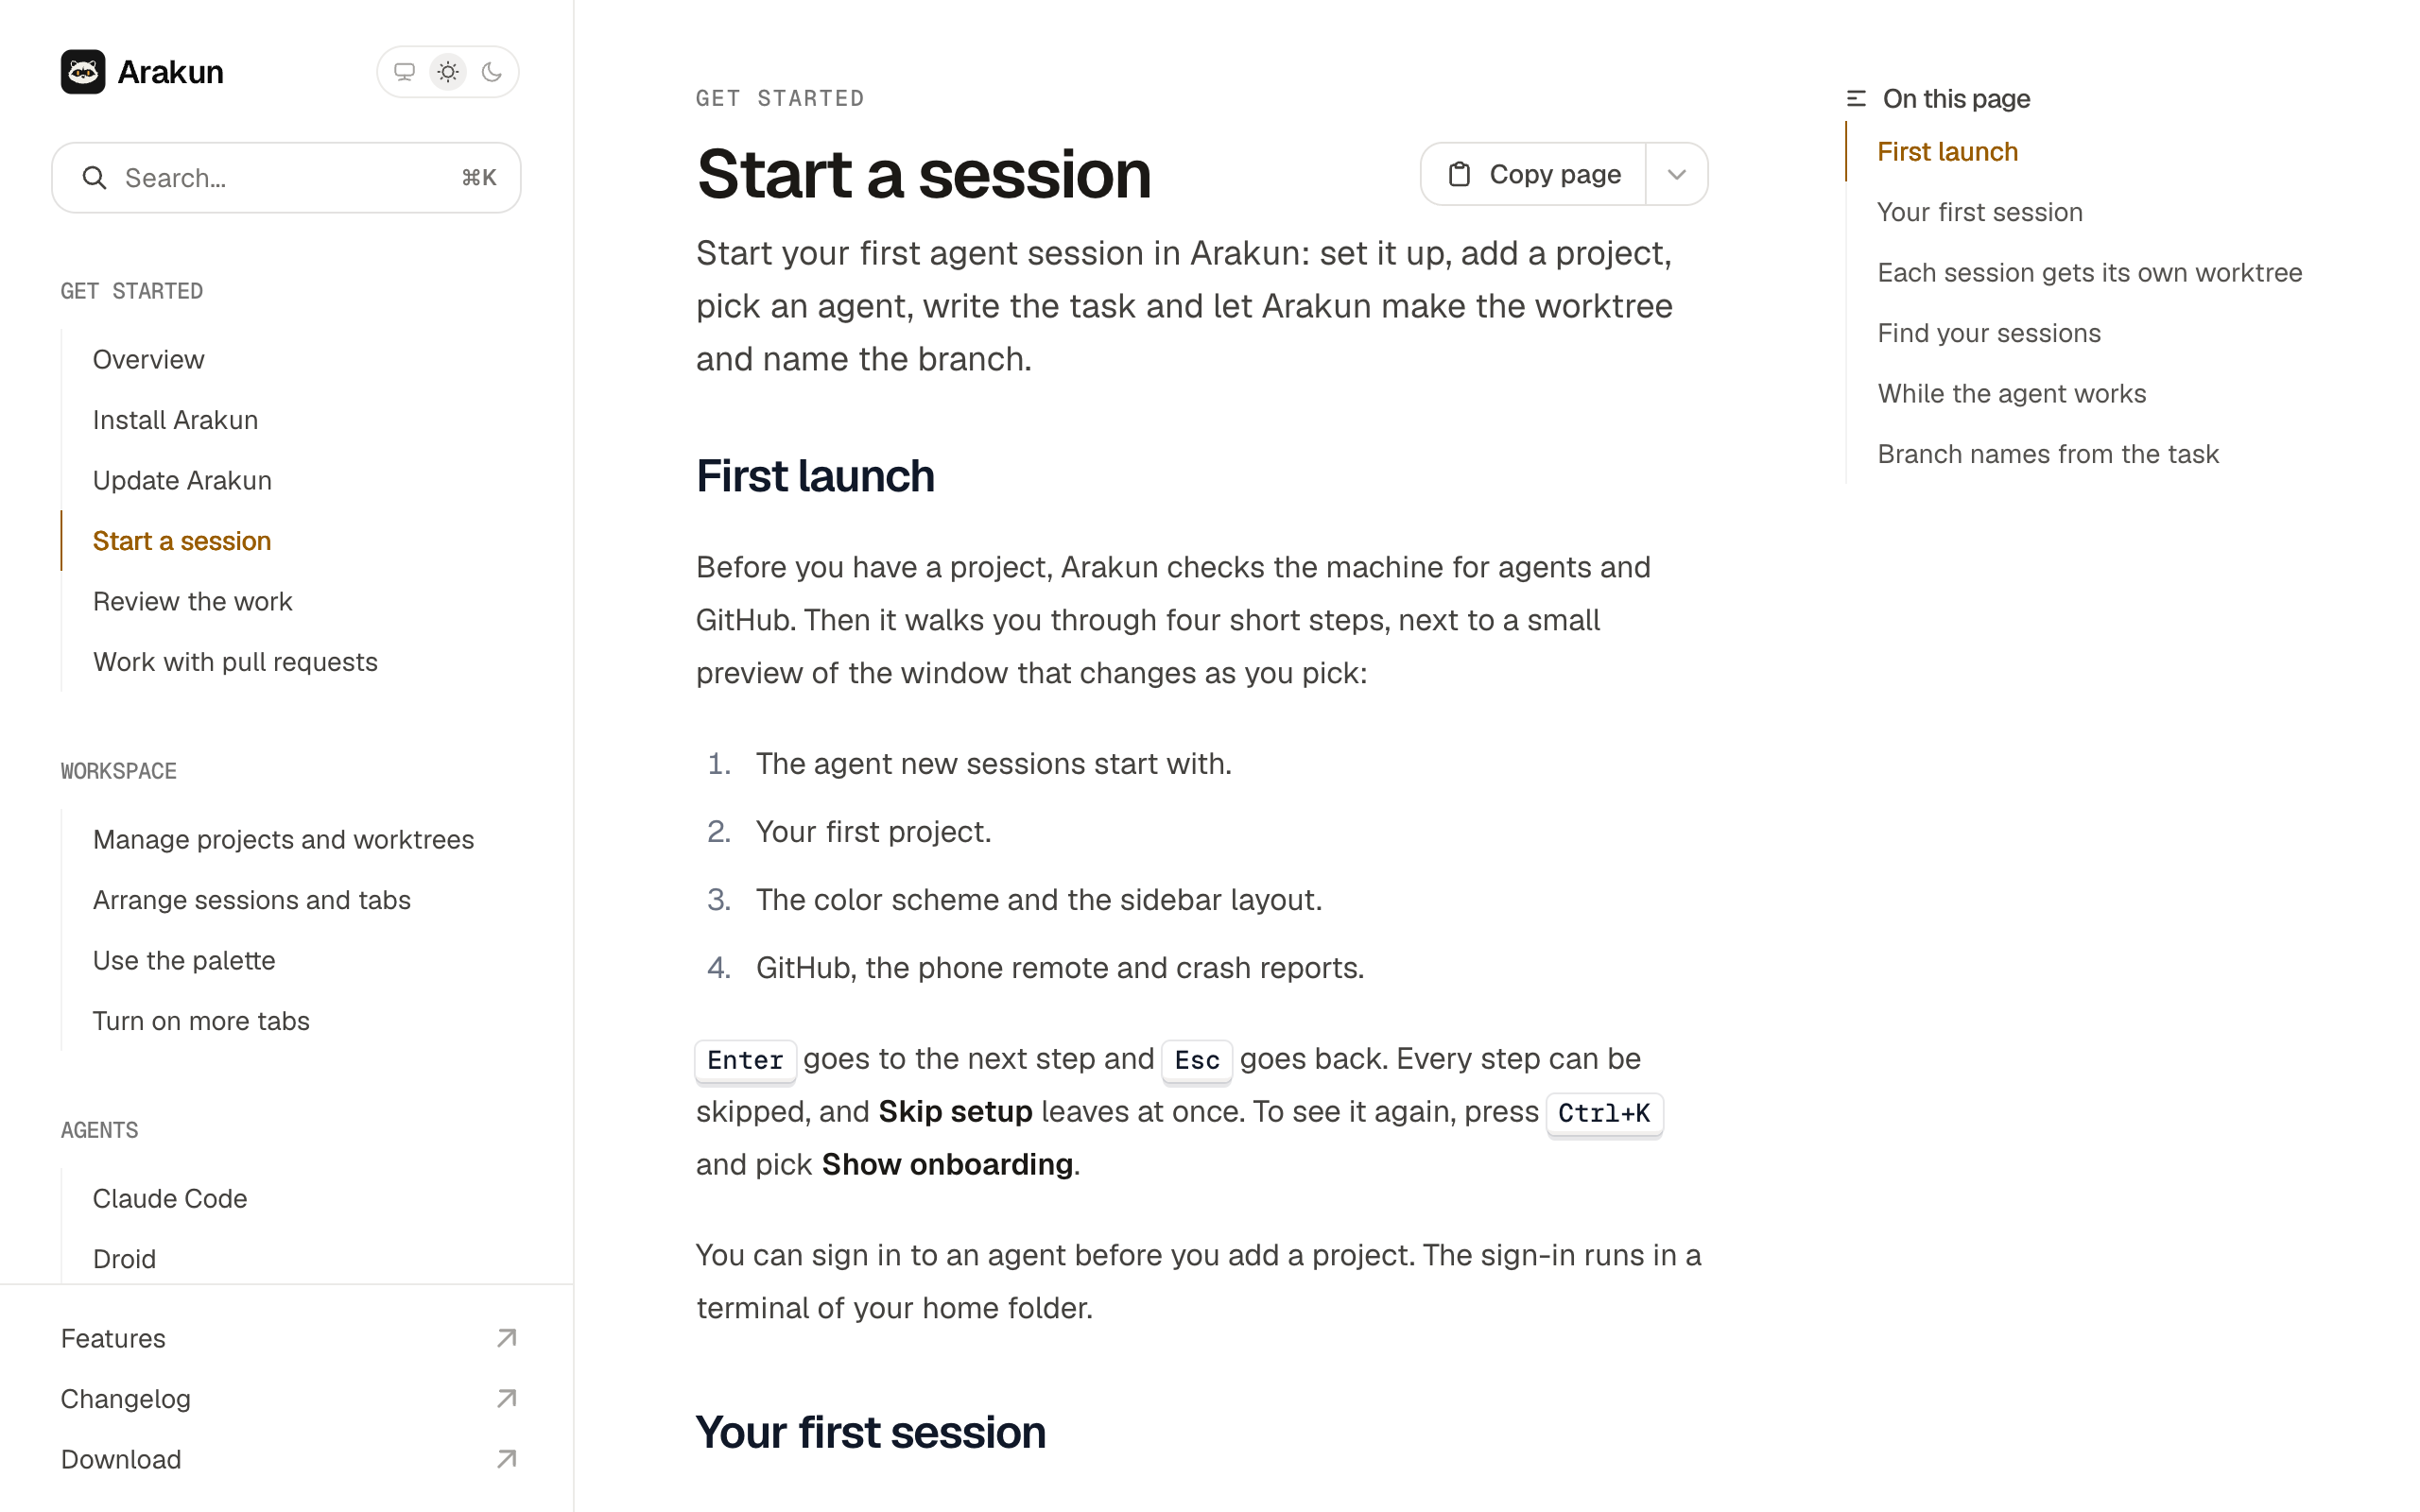 Arakun
Search...
⌘K
GET STARTED
Overview
Install Arakun
Update Arakun
Start a session
Review the work
Work with pull requests
WORKSPACE
Manage projects and worktrees
Arrange sessions and tabs
Use the palette
Turn on more tabs
AGENTS
Claude Code
Droid
Features
Changelog
Download
GET STARTED
Start a session
Copy page
Start your first agent session in Arakun: set it up, add a project,
pick an agent, write the task and let Arakun make the worktree
and name the branch.
First launch
Before you have a project, Arakun checks the machine for agents and
GitHub. Then it walks you through four short steps, next to a small
preview of the window that changes as you pick:
1. The agent new sessions start with.
2. Your first project.
3. The color scheme and the sidebar layout.
4. GitHub, the phone remote and crash reports.
Enter goes to the next step and Esc goes back. Every step can be
skipped, and Skip setup leaves at once. To see it again, press Ctrl+K
and pick Show onboarding.
You can sign in to an agent before you add a project. The sign-in runs in a
terminal of your home folder.
Your first session
On this page
First launch
Your first session
Each session gets its own worktree
Find your sessions
While the agent works
Branch names from the task